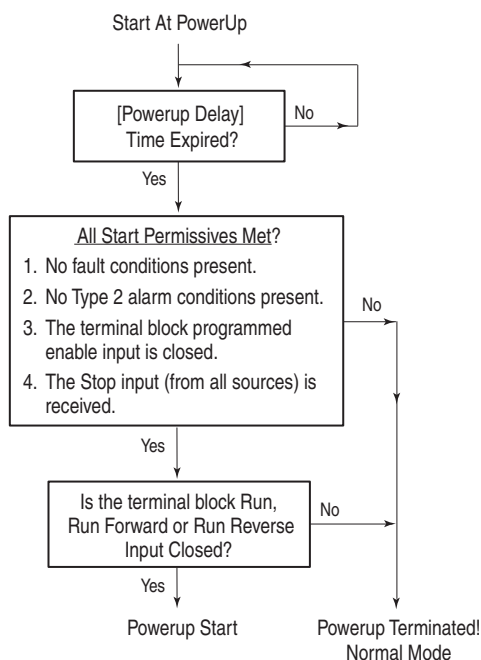 Start At PowerUp
[Powerup Delay]
Time Expired?
No
Yes
All Start Permissives Met?
1. No fault conditions present.
2. No Type 2 alarm conditions present.
3. The terminal block programmed
enable input is closed.
4. The Stop input (from all sources) is
received.
No
Yes
Is the terminal block Run,
Run Forward or Run Reverse
Input Closed?
No
Yes
Powerup Start
Powerup Terminated!
Normal Mode